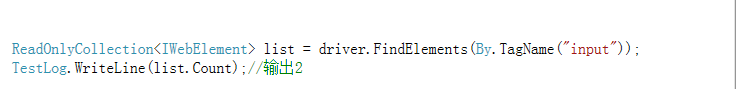 ReadOnlyCollection<IWebElement> list = driver.FindElements(By.TagName("input"));
TestLog.WriteLine(list.Count);//输出2